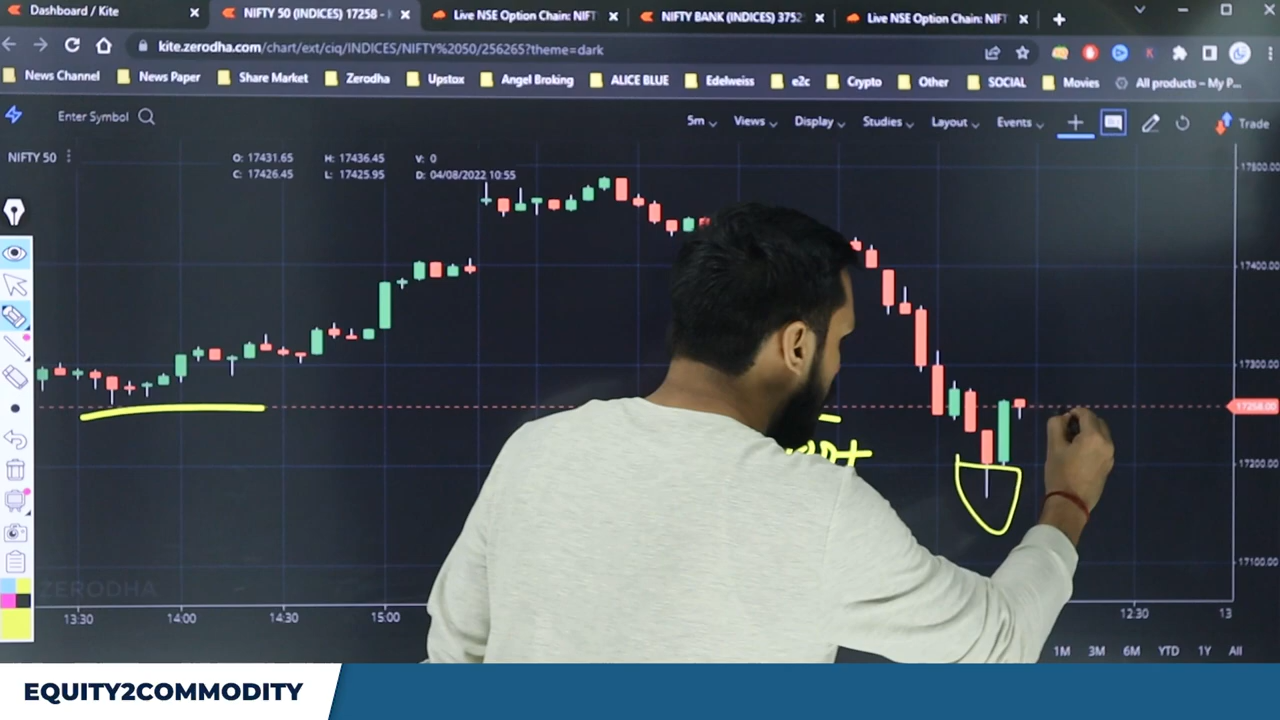 Dashboard / Kite
NIFTY 50 (INDICES) 17258 -
Live NSE Option Chain: NIFT
NIFTY BANK (INDICES) 3752
Live NSE Option Chain: NIFT
kite.zerodha.com/chart/ext/ciq/INDICES/NIFTY%2050/256265?theme=dark
News Channel News Paper Share Market Zerodha Upstox Angel Broking ALICE BLUE Edelweiss e2c Crypto Other SOCIAL Movies All products – My P...
Enter Symbol
5m Views Display Studies Layout Events Trade
NIFTY 50
O: 17431.65 H: 17436.45 V: 0
C: 17426.45 L: 17425.95 D: 04/08/2022 10:55
17500.00
17400.00
17300.00
17258.00
17200.00
17100.00
ZERODHA
13:30 14:00 14:30 15:00 12:30 13
1M 3M 6M YTD 1Y All
EQUITY2COMMODITY